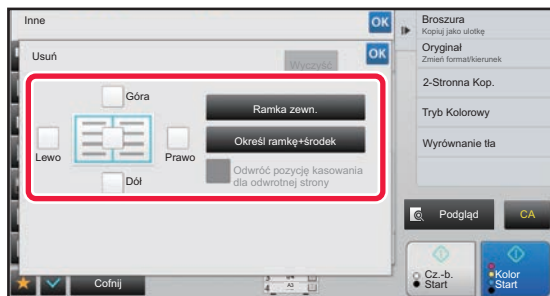 Inne
OK
Usuń
Wyczyść
OK
Góra
Lewo
Prawo
Dół
Ramka zewn.
Określ ramkę+środek
Odwróć pozycję kasowania
dla odwrotnej strony
Cofnij
Broszura
Kopiuj jako ulotkę
Oryginał
Zmień format/kierunek
2-Stronna Kop.
Tryb Kolorowy
Wyrównanie tła
Podgląd
CA
Cz.-b.
Start
Kolor
Start